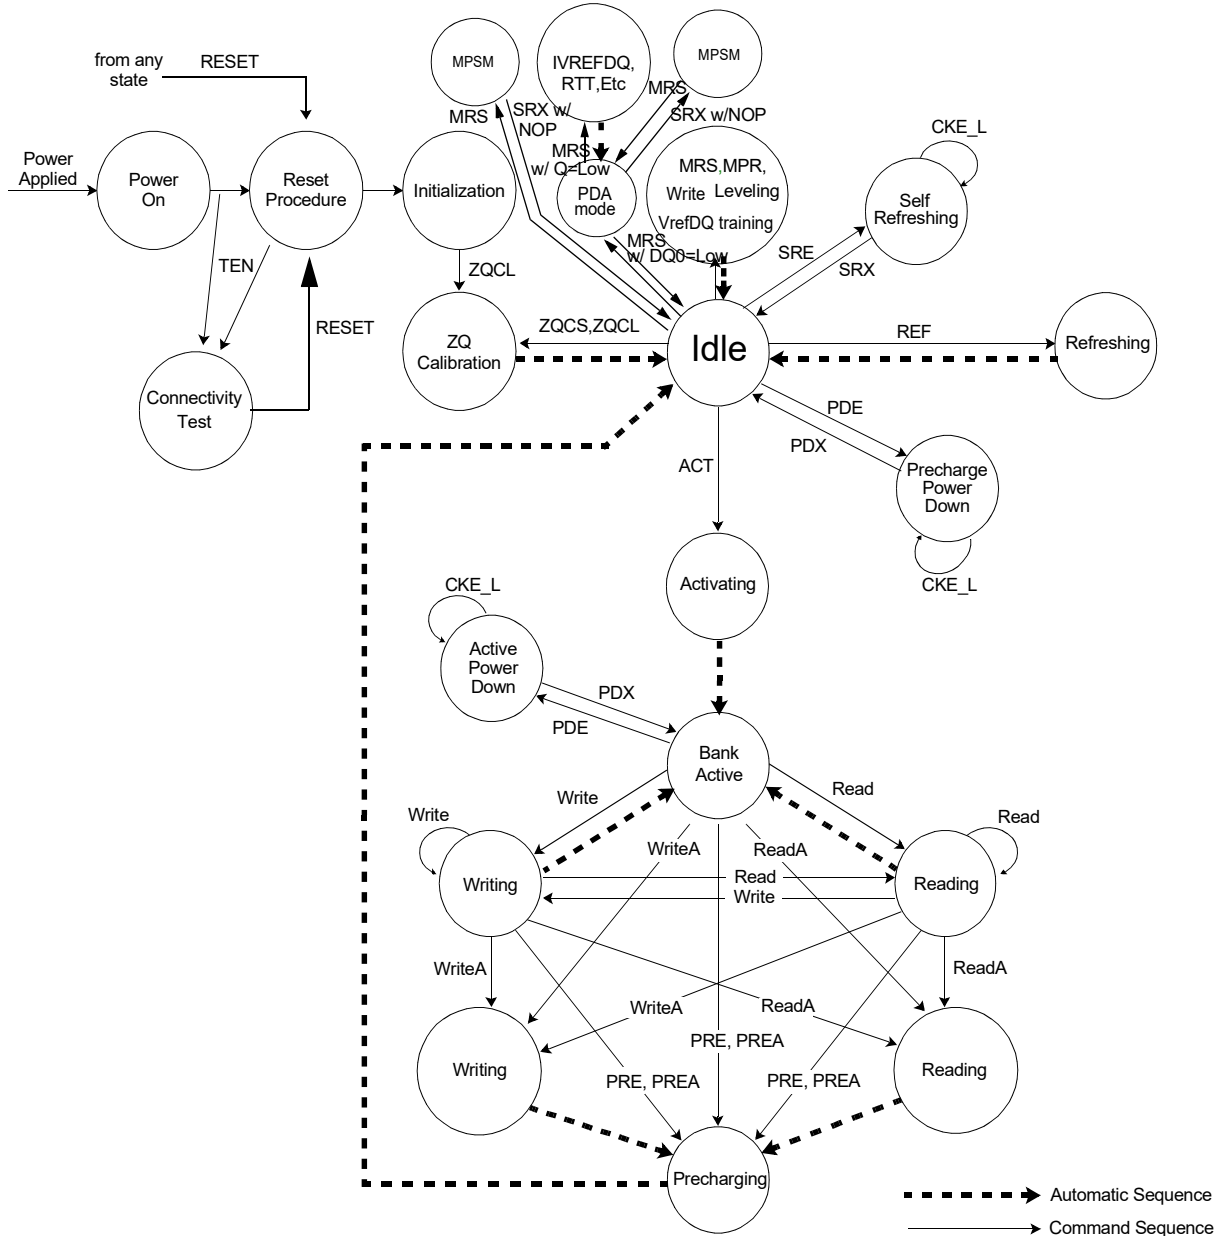 from any
state
RESET
Power
Applied
Power
On
Reset
Procedure
Initialization
TEN
RESET
Connectivity
Test
ZQCL
ZQ
Calibration
MPSM
MRS
SRX w/
NOP
IVREFDQ,
RTT,Etc
MPSM
MRS
SRX w/NOP
MRS
w/ Q=Low
PDA
mode
MRS
w/ DQ0=Low
MRS,MPR,
Write Leveling
VrefDQ training
CKE_L
Self
Refreshing
SRE
SRX
ZQCS,ZQCL
Idle
REF
Refreshing
PDE
PDX
Precharge
Power
Down
CKE_L
ACT
Activating
CKE_L
Active
Power
Down
PDX
PDE
Bank
Active
Write
Read
Write
Read
WriteA
ReadA
Writing
Read
Write
Reading
WriteA
ReadA
WriteA
ReadA
PRE, PREA
Writing
PRE, PREA
PRE, PREA
Reading
Precharging
Automatic Sequence
Command Sequence